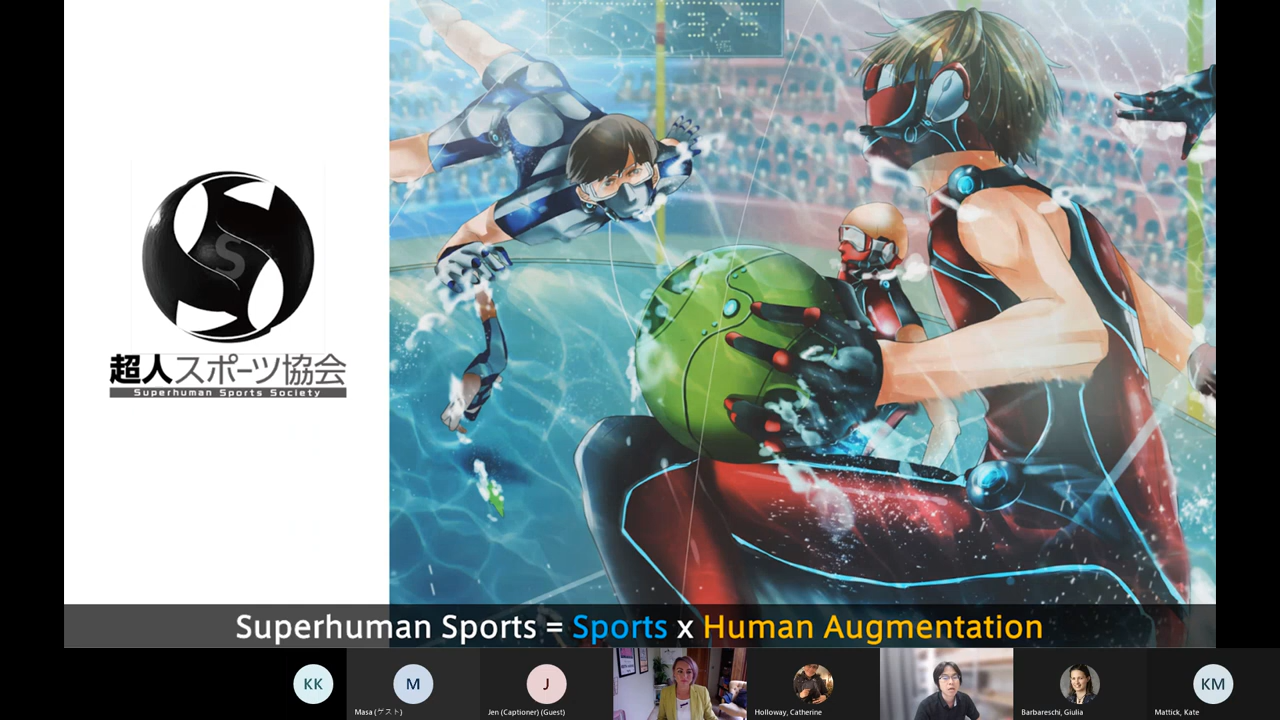 S
超人スポーツ協会
Superhuman Sports Society
Superhuman Sports = Sports x Human Augmentation
KK
M
J
KM
Masa (ゲスト)
Jen (Captioner) (Guest)
Holloway, Catherine
Barbareschi, Giulia
Mattick, Kate